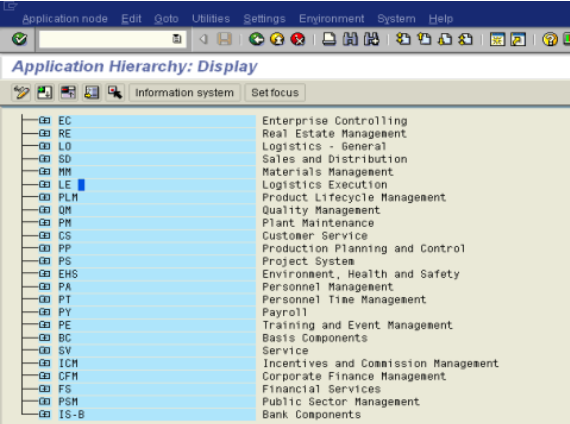 Application node Edit Goto Utilities Settings Environment System Help
Application Hierarchy: Display
Information system Set focus
EC Enterprise Controlling
RE Real Estate Management
LO Logistics - General
SD Sales and Distribution
MM Materials Management
LE Logistics Execution
PLM Product Lifecycle Management
QM Quality Management
PM Plant Maintenance
CS Customer Service
PP Production Planning and Control
PS Project System
EHS Environment, Health and Safety
PA Personnel Management
PT Personnel Time Management
PY Payroll
PE Training and Event Management
BC Basis Components
SV Service
ICM Incentives and Commission Management
CFM Corporate Finance Management
FS Financial Services
PSM Public Sector Management
IS-B Bank Components